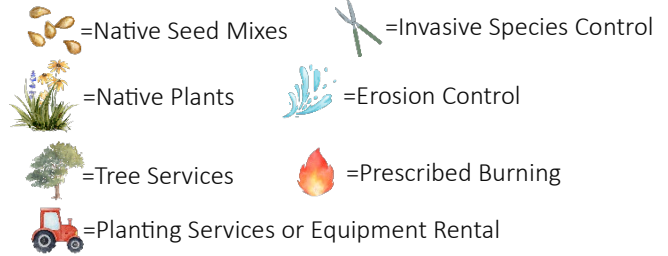 =Native Seed Mixes
=Invasive Species Control
=Native Plants
=Erosion Control
=Tree Services
=Prescribed Burning
=Planting Services or Equipment Rental